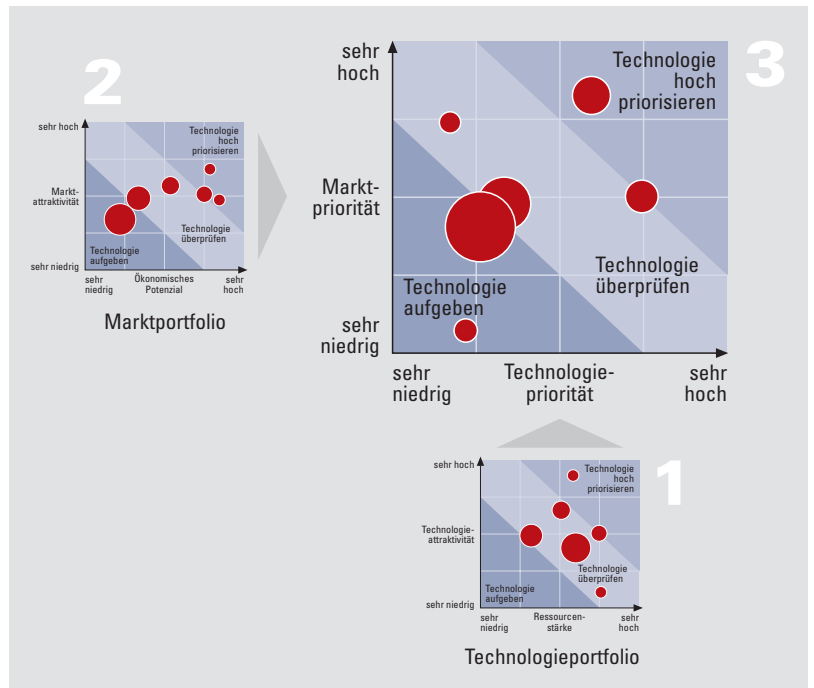 2
sehr hoch
Technologie
hoch
priorisieren
Markt-
attraktivität
Technologie
überprüfen
Technologie
aufgeben
sehr niedrig
sehr
niedrig
Ökonomisches
Potenzial
sehr
hoch
Marktportfolio
3
sehr
hoch
Technologie
hoch
priorisieren
Markt-
priorität
Technologie
überprüfen
Technologie
aufgeben
sehr
niedrig
sehr
niedrig
Technologie-
priorität
sehr
hoch
1
sehr hoch
Technologie
hoch
priorisieren
Technologie-
attraktivität
Technologie
überprüfen
Technologie
aufgeben
sehr niedrig
sehr
niedrig
Ressourcen-
stärke
sehr
hoch
Technologieportfolio